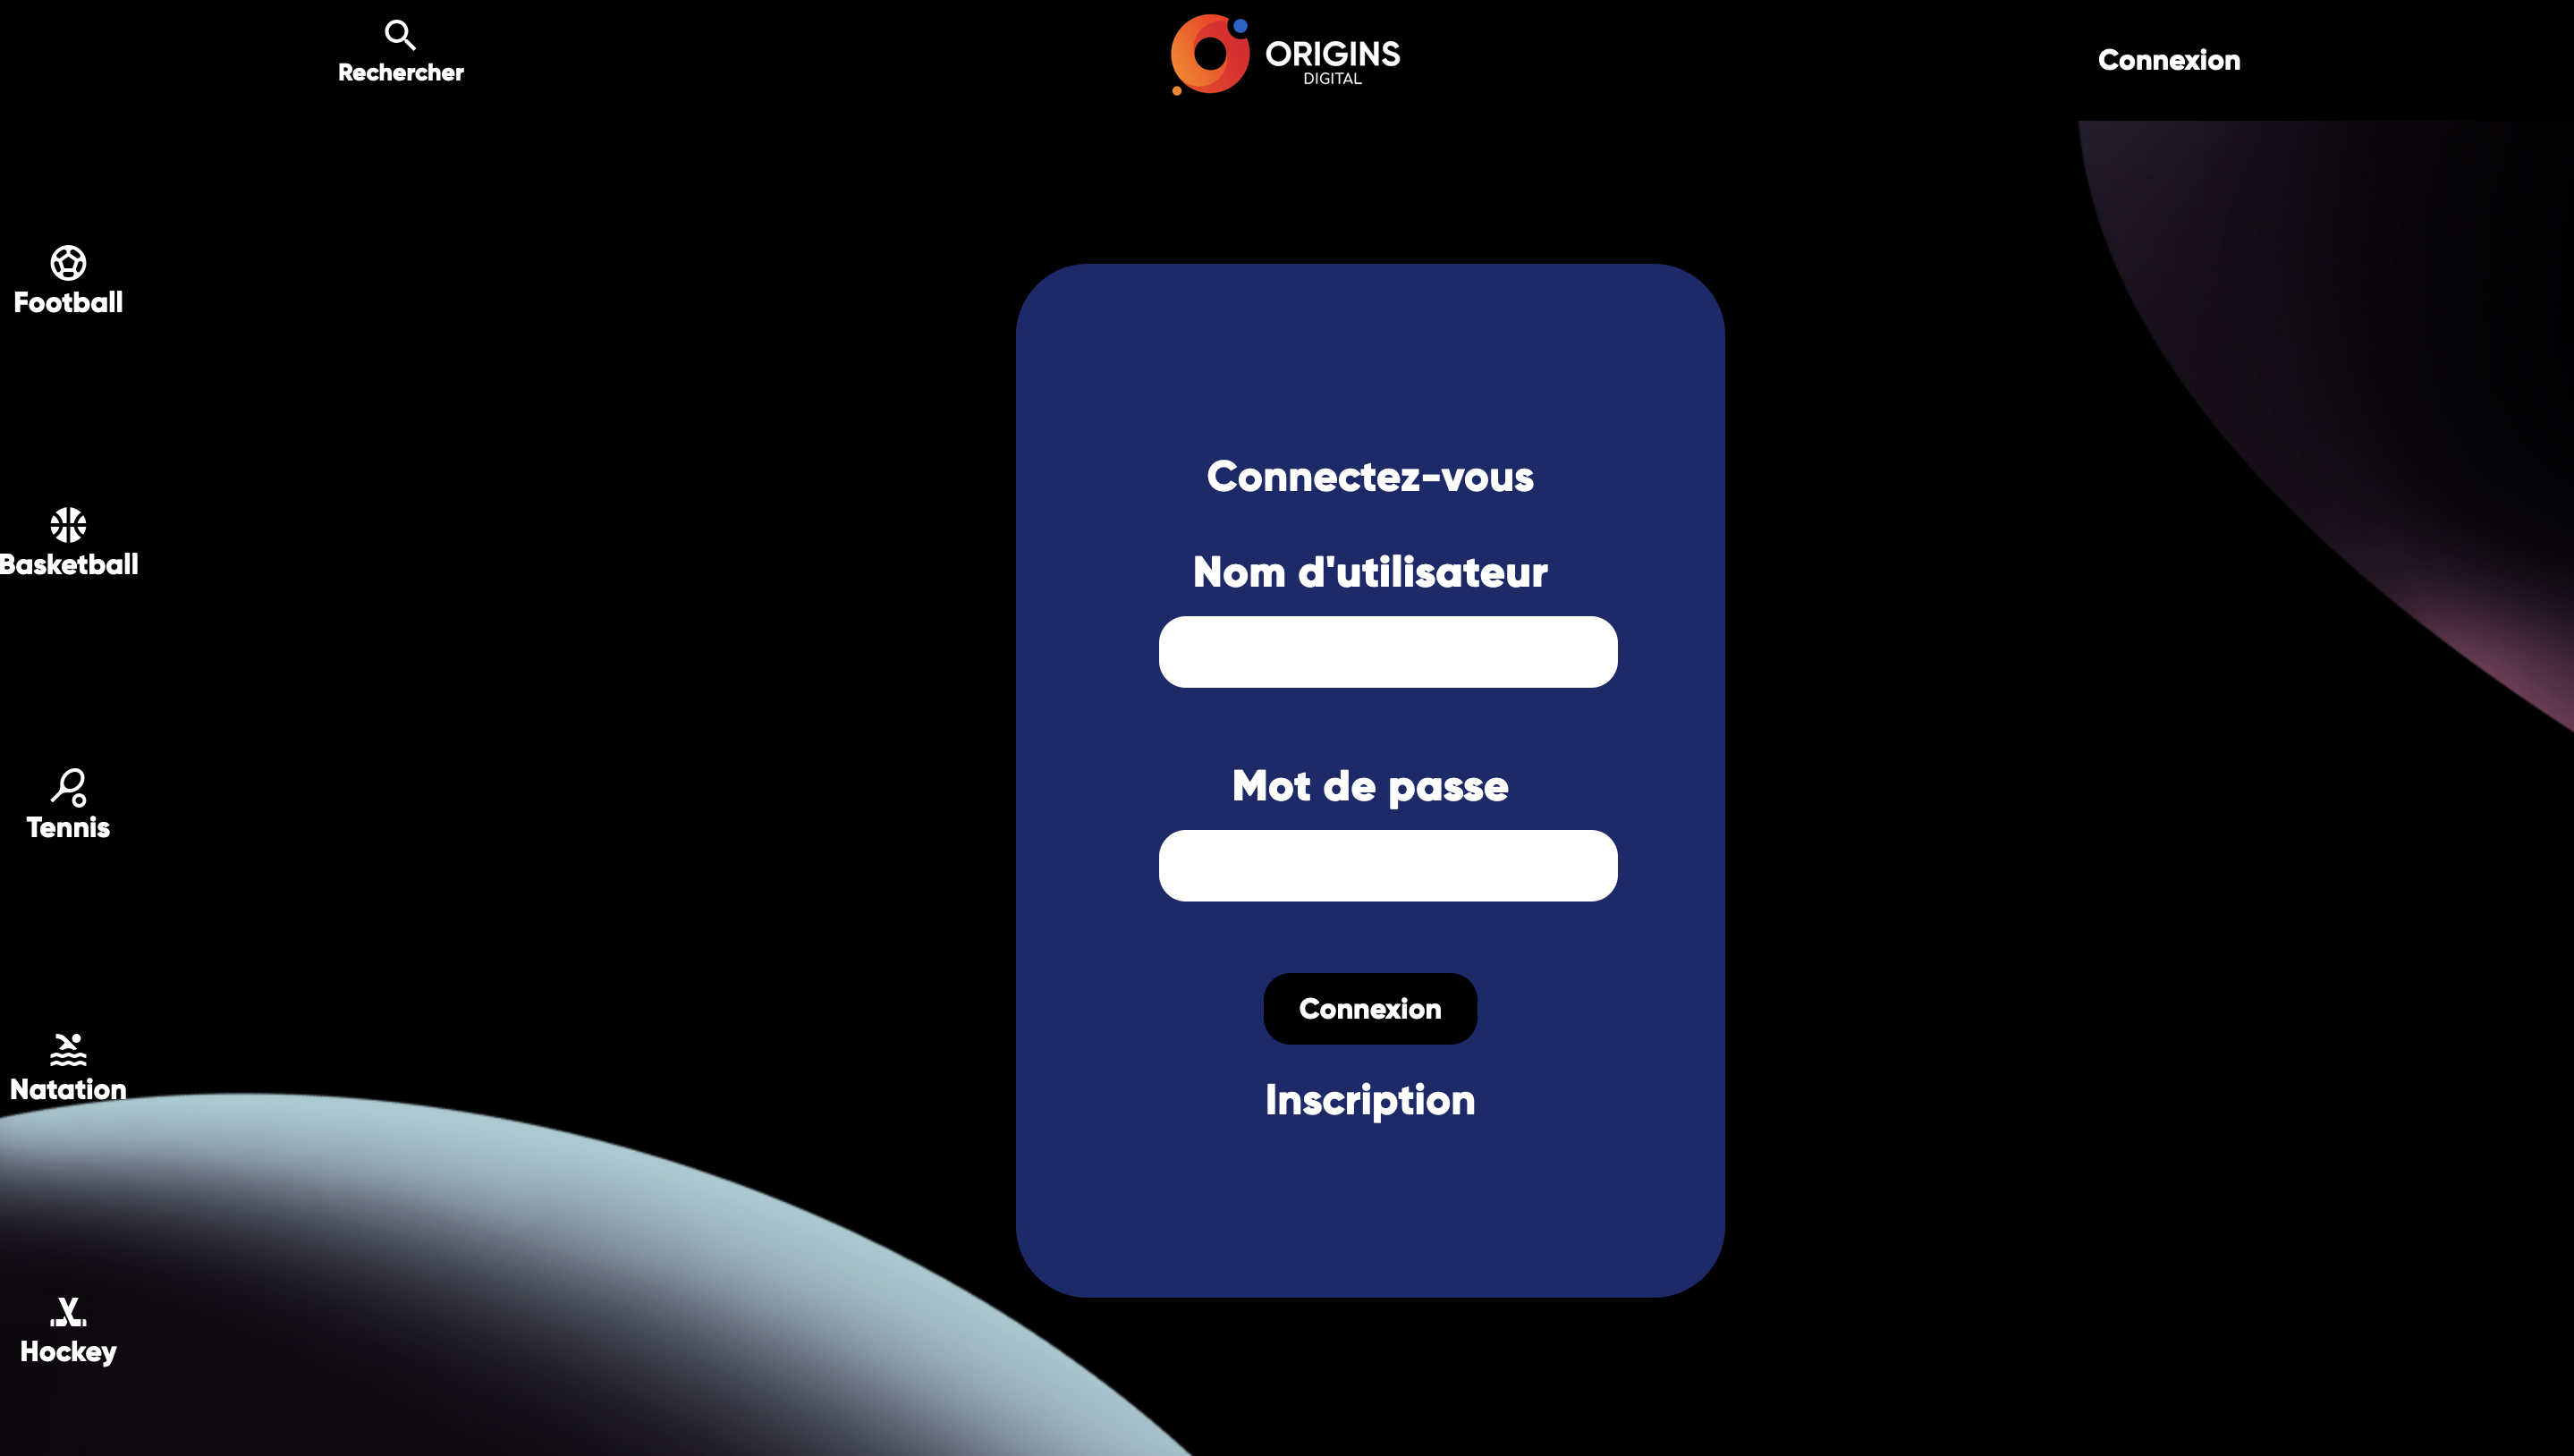 Rechercher
ORIGINS
DIGITAL
Connexion
Football
Basketball
Tennis
Natation
Hockey
Connectez-vous
Nom d'utilisateur
Mot de passe
Connexion
Inscription